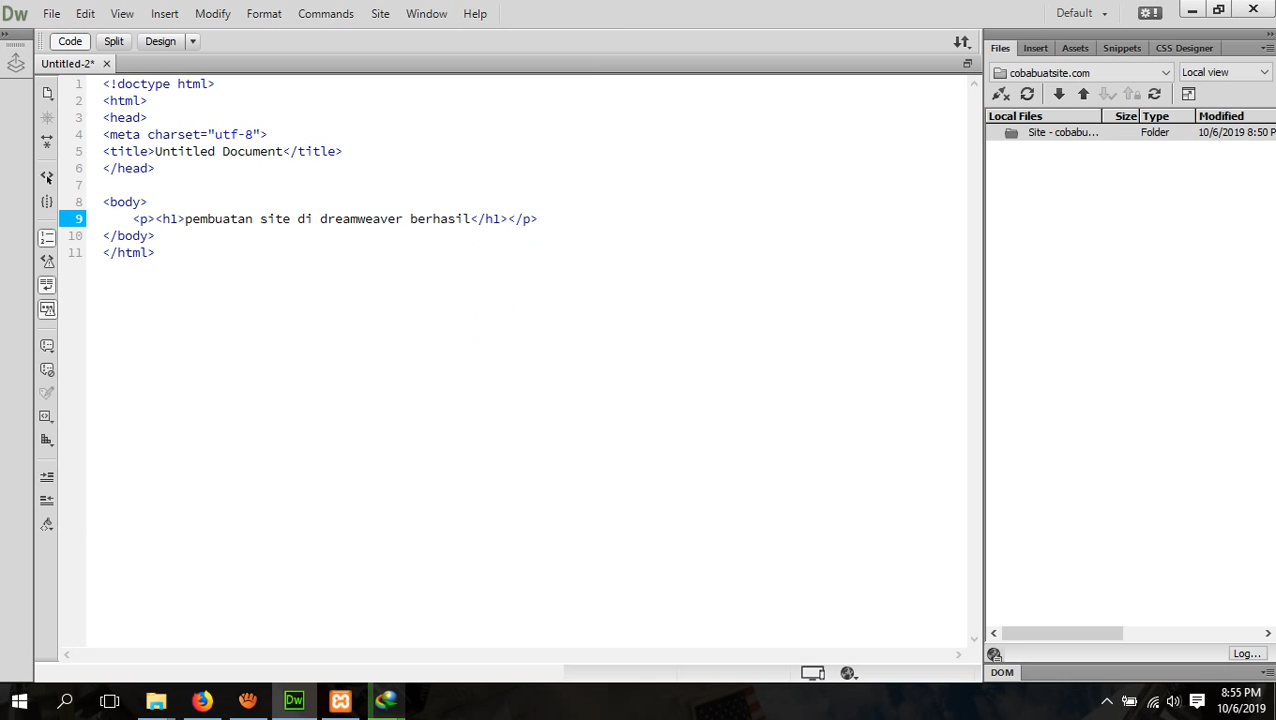 Dw File Edit View Insert Modify Format Commands Site Window Help Default
Code Split Design
Untitled-2*
1 <!doctype html>
2 <html>
3 <head>
4 <meta charset="utf-8">
5 <title>Untitled Document</title>
6 </head>
7
8 <body>
9 <p><h1>pembuatan site di dreamweaver berhasil</h1></p>
10 </body>
11 </html>
Files Insert Assets Snippets CSS Designer
cobabuatsite.com Local view
Local Files Size Type Modified
Site - cobabu... Folder 10/6/2019 8:50 P
Log...
DOM
Dw
8:55 PM
10/6/2019